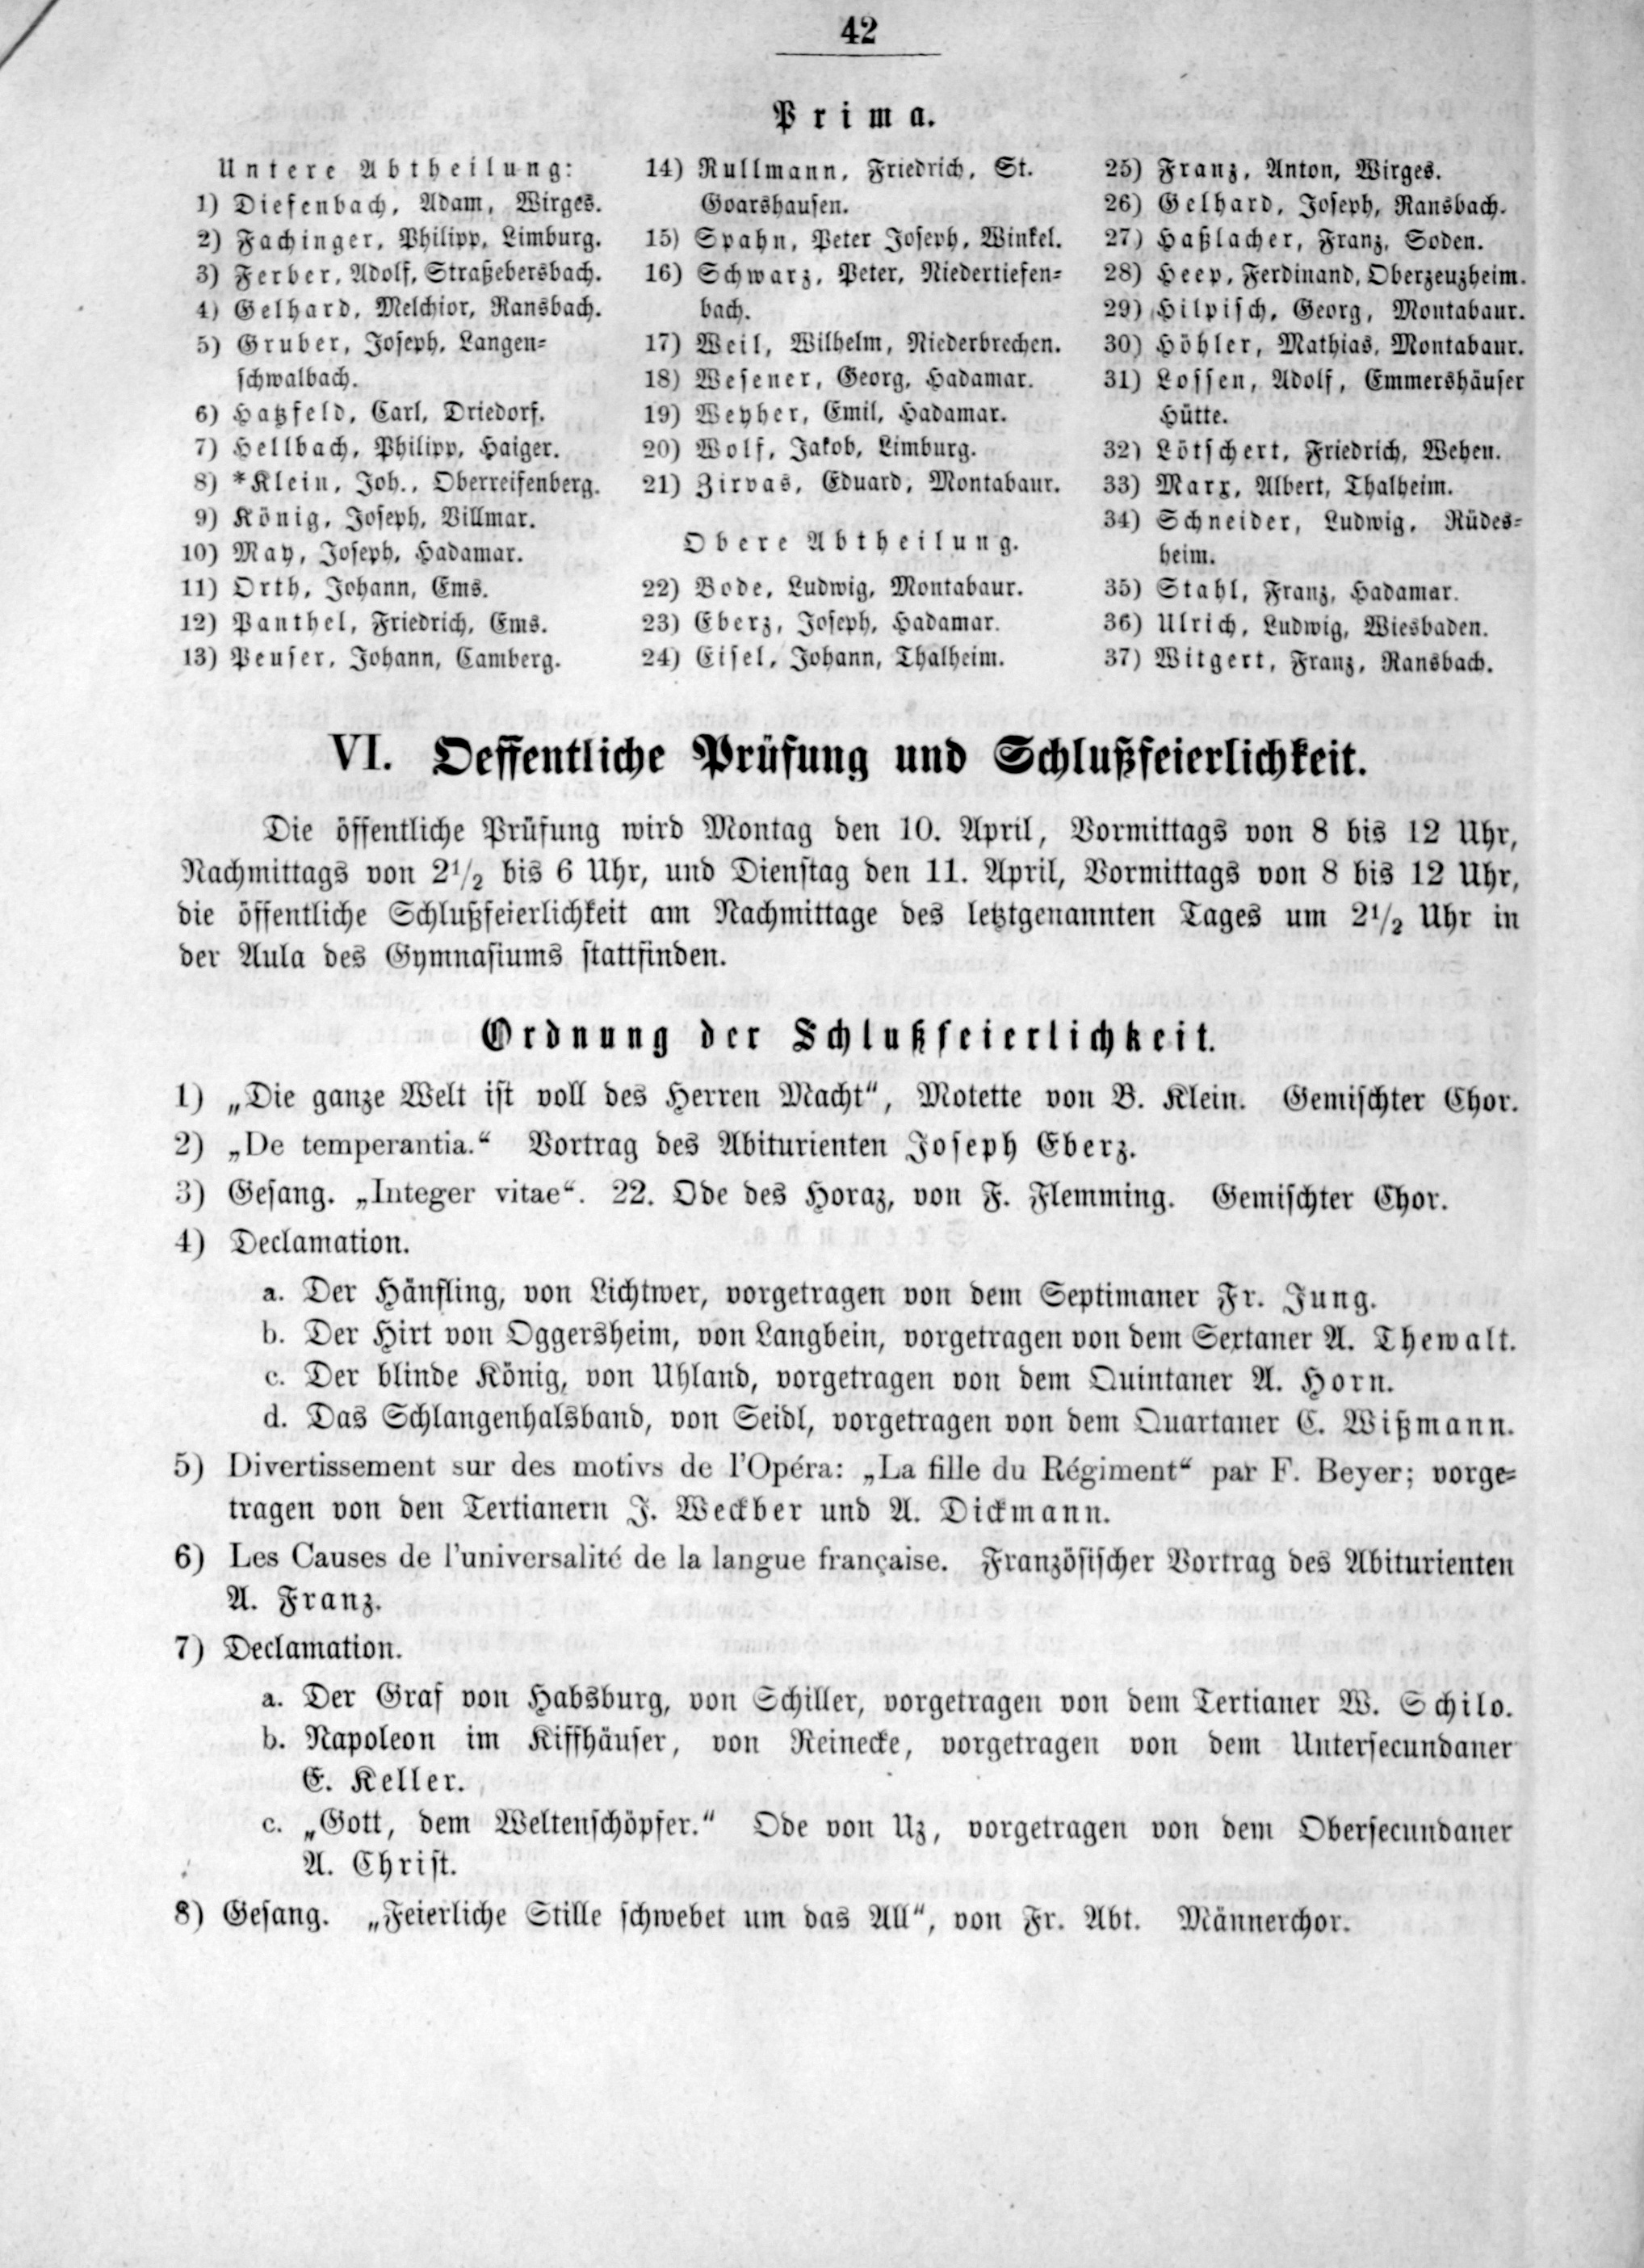 42
Prima.
Untere Abtheilung:
1) Diefenbach, Adam, Wirges.
2) Fachinger, Philipp, Limburg.
3) Ferber, Adolf, Straßebersbach.
4) Gelhard, Melchior, Ransbach.
5) Gruber, Joseph, Langen-
schwalbach.
6) Hatzfeld, Carl, Driedorf.
7) Hellbach, Philipp, Haiger.
8) *Klein, Joh., Oberreifenberg.
9) König, Joseph, Villmar.
10) May, Joseph, Hadamar.
11) Orth, Johann, Ems.
12) Panthel, Friedrich, Ems.
13) Peuser, Johann, Camberg.
14) Rullmann, Friedrich, St.
Goarshausen.
15) Spahn, Peter Joseph, Winkel.
16) Schwarz, Peter, Niedertiefen-
bach.
17) Weil, Wilhelm, Niederbrechen.
18) Wesener, Georg, Hadamar.
19) Weyher, Emil, Hadamar.
20) Wolf, Jakob, Limburg.
21) Zirvas, Eduard, Montabaur.
Obere Abtheilung.
22) Bode, Ludwig, Montabaur.
23) Eberz, Joseph, Hadamar.
24) Eisel, Johann, Thalheim.
25) Franz, Anton, Wirges.
26) Gelhard, Joseph, Ransbach.
27) Haßlacher, Franz, Soden.
28) Heep, Ferdinand, Oberzeuzheim.
29) Hilpisch, Georg, Montabaur.
30) Höhler, Mathias, Montabaur.
31) Lossen, Adolf, Emmershäuser
Hütte.
32) Lötschert, Friedrich, Wehen.
33) Marx, Albert, Thalheim.
34) Schneider, Ludwig, Rüdes-
heim.
35) Stahl, Franz, Hadamar.
36) Ulrich, Ludwig, Wiesbaden.
37) Witgert, Franz, Ransbach.
VI. Oeffentliche Prüfung und Schlußfeierlichkeit.
Die öffentliche Prüfung wird Montag den 10. April, Vormittags von 8 bis 12 Uhr,
Nachmittags von 2 1/2 bis 6 Uhr, und Dienstag den 11. April, Vormittags von 8 bis 12 Uhr,
die öffentliche Schlußfeierlichkeit am Nachmittage des letztgenannten Tages um 2 1/2 Uhr in
der Aula des Gymnasiums stattfinden.
Ordnung der Schlußfeierlichkeit.
1) „Die ganze Welt ist voll des Herren Macht“, Motette von B. Klein. Gemischter Chor.
2) „De temperantia.“ Vortrag des Abiturienten Joseph Eberz.
3) Gesang. „Integer vitae“. 22. Ode des Horaz, von F. Flemming. Gemischter Chor.
4) Declamation.
a. Der Hänfling, von Lichtwer, vorgetragen von dem Septimaner Fr. Jung.
b. Der Hirt von Oggersheim, von Langbein, vorgetragen von dem Sextaner A. Thewalt.
c. Der blinde König, von Uhland, vorgetragen von dem Quintaner A. Horn.
d. Das Schlangenhalsband, von Seidl, vorgetragen von dem Quartaner C. Wißmann.
5) Divertissement sur des motivs de l'Opéra: „La fille du Régiment“ par F. Beyer; vorge-
tragen von den Tertianern J. Weckber und A. Dickmann.
6) Les Causes de l'universalité de la langue française. Französischer Vortrag des Abiturienten
A. Franz.
7) Declamation.
a. Der Graf von Habsburg, von Schiller, vorgetragen von dem Tertianer W. Schilo.
b. Napoleon im Kiffhäuser, von Reinecke, vorgetragen von dem Untersecundaner
E. Keller.
c. „Gott, dem Weltenschöpfer.“ Ode von Uz, vorgetragen von dem Obersecundaner
A. Christ.
8) Gesang. „Feierliche Stille schwebet um das All“, von Fr. Abt. Männerchor.